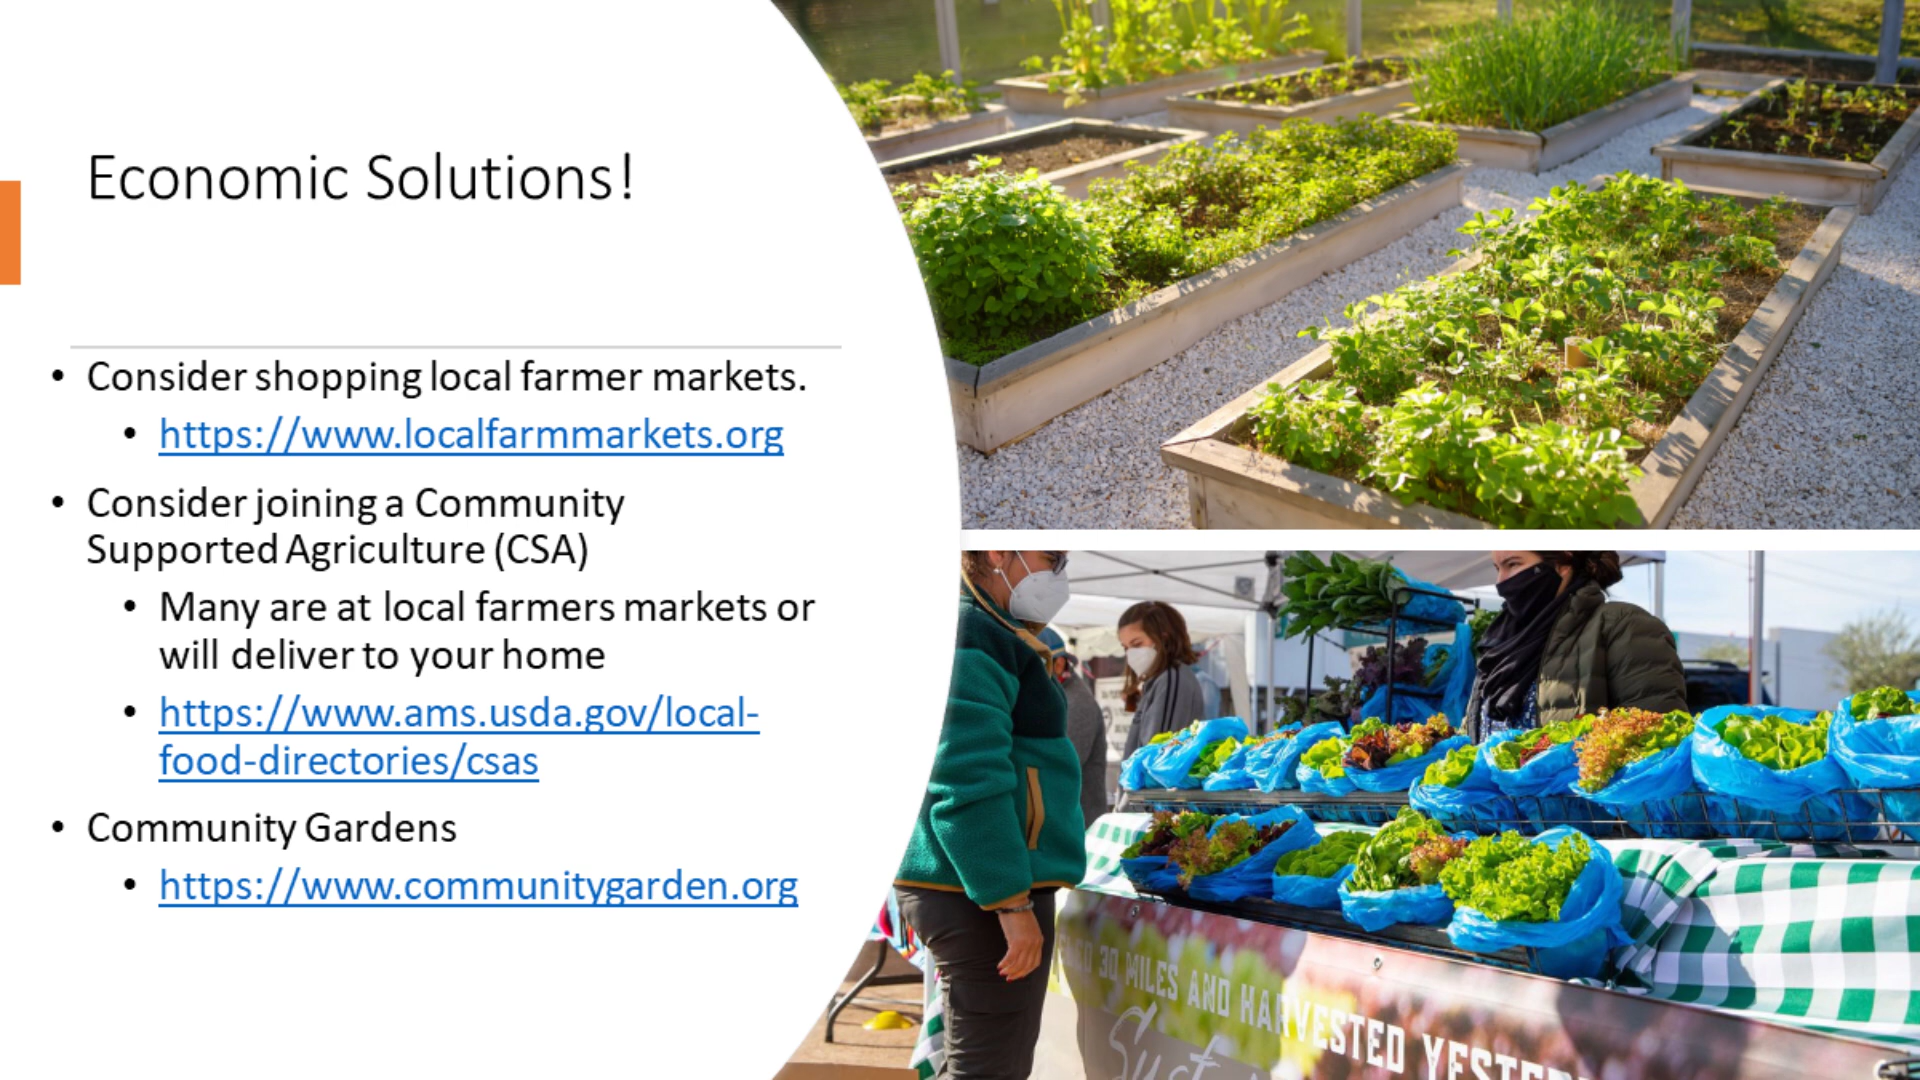 Economic Solutions!
• Consider shopping local farmer markets.
• https://www.localfarmmarkets.org
• Consider joining a Community
Supported Agriculture (CSA)
• Many are at local farmers markets or
will deliver to your home
• https://www.ams.usda.gov/local-
food-directories/csas
• Community Gardens
• https://www.communitygarden.org
30 MILES AND HARVESTED